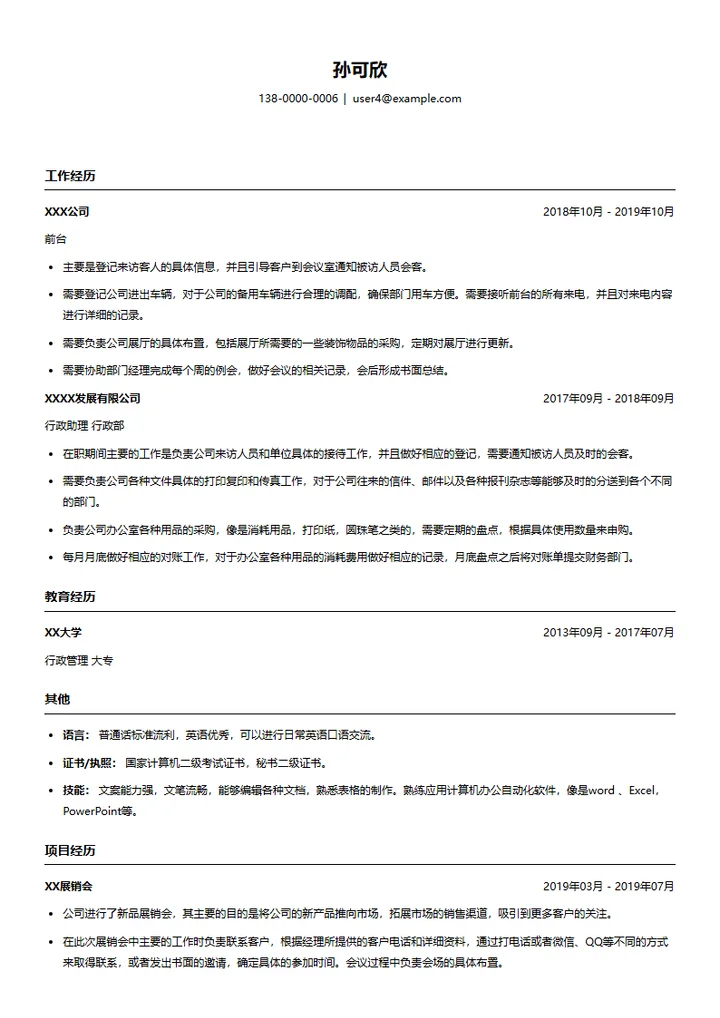 孙可欣
138-0000-0006 | user4@example.com
工作经历
XXX公司 2018年10月 - 2019年10月
前台
• 主要是登记来访客人的具体信息，并且引导客户到会议室通知被访人员会客。
• 需要登记公司进出车辆，对于公司的备用车辆进行合理的调配，确保部门用车方便。需要接听前台的所有来电，并且对来电内容
进行详细的记录。
• 需要负责公司展厅的具体布置，包括展厅所需要的一些装饰物品的采购，定期对展厅进行更新。
• 需要协助部门经理完成每个周的例会，做好会议的相关记录，会后形成书面总结。
XXXX发展有限公司 2017年09月 - 2018年09月
行政助理 行政部
• 在职期间主要的工作是负责公司来访人员和单位具体的接待工作，并且做好相应的登记，需要通知被访人员及时的会客。
• 需要负责公司各种文件具体的打印复印和传真工作，对于公司往来的信件、邮件以及各种报刊杂志等能够及时的分送到各个不同
的部门。
• 负责公司办公室各种用品的采购，像是消耗用品，打印纸，圆珠笔之类的，需要定期的盘点，根据具体使用数量来申购。
• 每月月底做好相应的对账工作，对于办公室各种用品的消耗费用做好相应的记录，月底盘点之后将对账单提交财务部门。
教育经历
XX大学 2013年09月 - 2017年07月
行政管理 大专
其他
• 语言： 普通话标准流利，英语优秀，可以进行日常英语口语交流。
• 证书/执照： 国家计算机二级考试证书，秘书二级证书。
• 技能： 文案能力强，文笔流畅，能够编辑各种文档，熟悉表格的制作。熟练应用计算机办公自动化软件，像是word 、Excel，
PowerPoint等。
项目经历
XX展销会 2019年03月 - 2019年07月
• 公司进行了新品展销会，其主要的目的是将公司的新产品推向市场，拓展市场的销售渠道，吸引到更多客户的关注。
• 在此次展销会中主要的工作时负责联系客户，根据经理所提供的客户电话和详细资料，通过打电话或者微信、QQ等不同的方式
来取得联系，或者发出书面的邀请，确定具体的参加时间。会议过程中负责会场的具体布置。